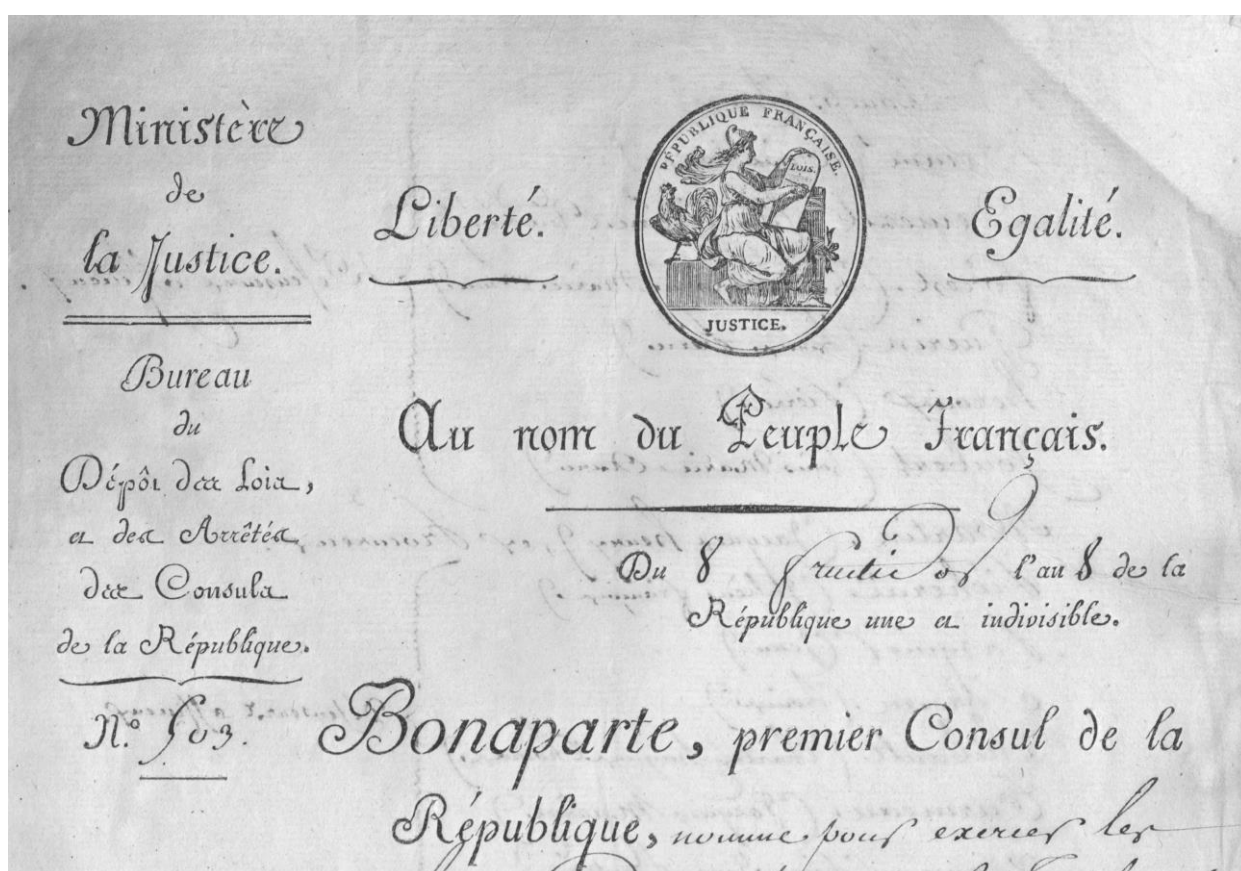 Ministère
de
la Justice.
Bureau
du
Dépôt des Loix,
et des Arrêtés
des Consuls
de la République.
N.º 503.
Liberté.
RÉPUBLIQUE FRANÇAISE.
LOIS.
JUSTICE.
Egalité.
Au nom du Peuple Français.
Du 8 fructidor l'an 8 de la
République une et indivisible.
Bonaparte, premier Consul de la
République, nomme pour exercer les